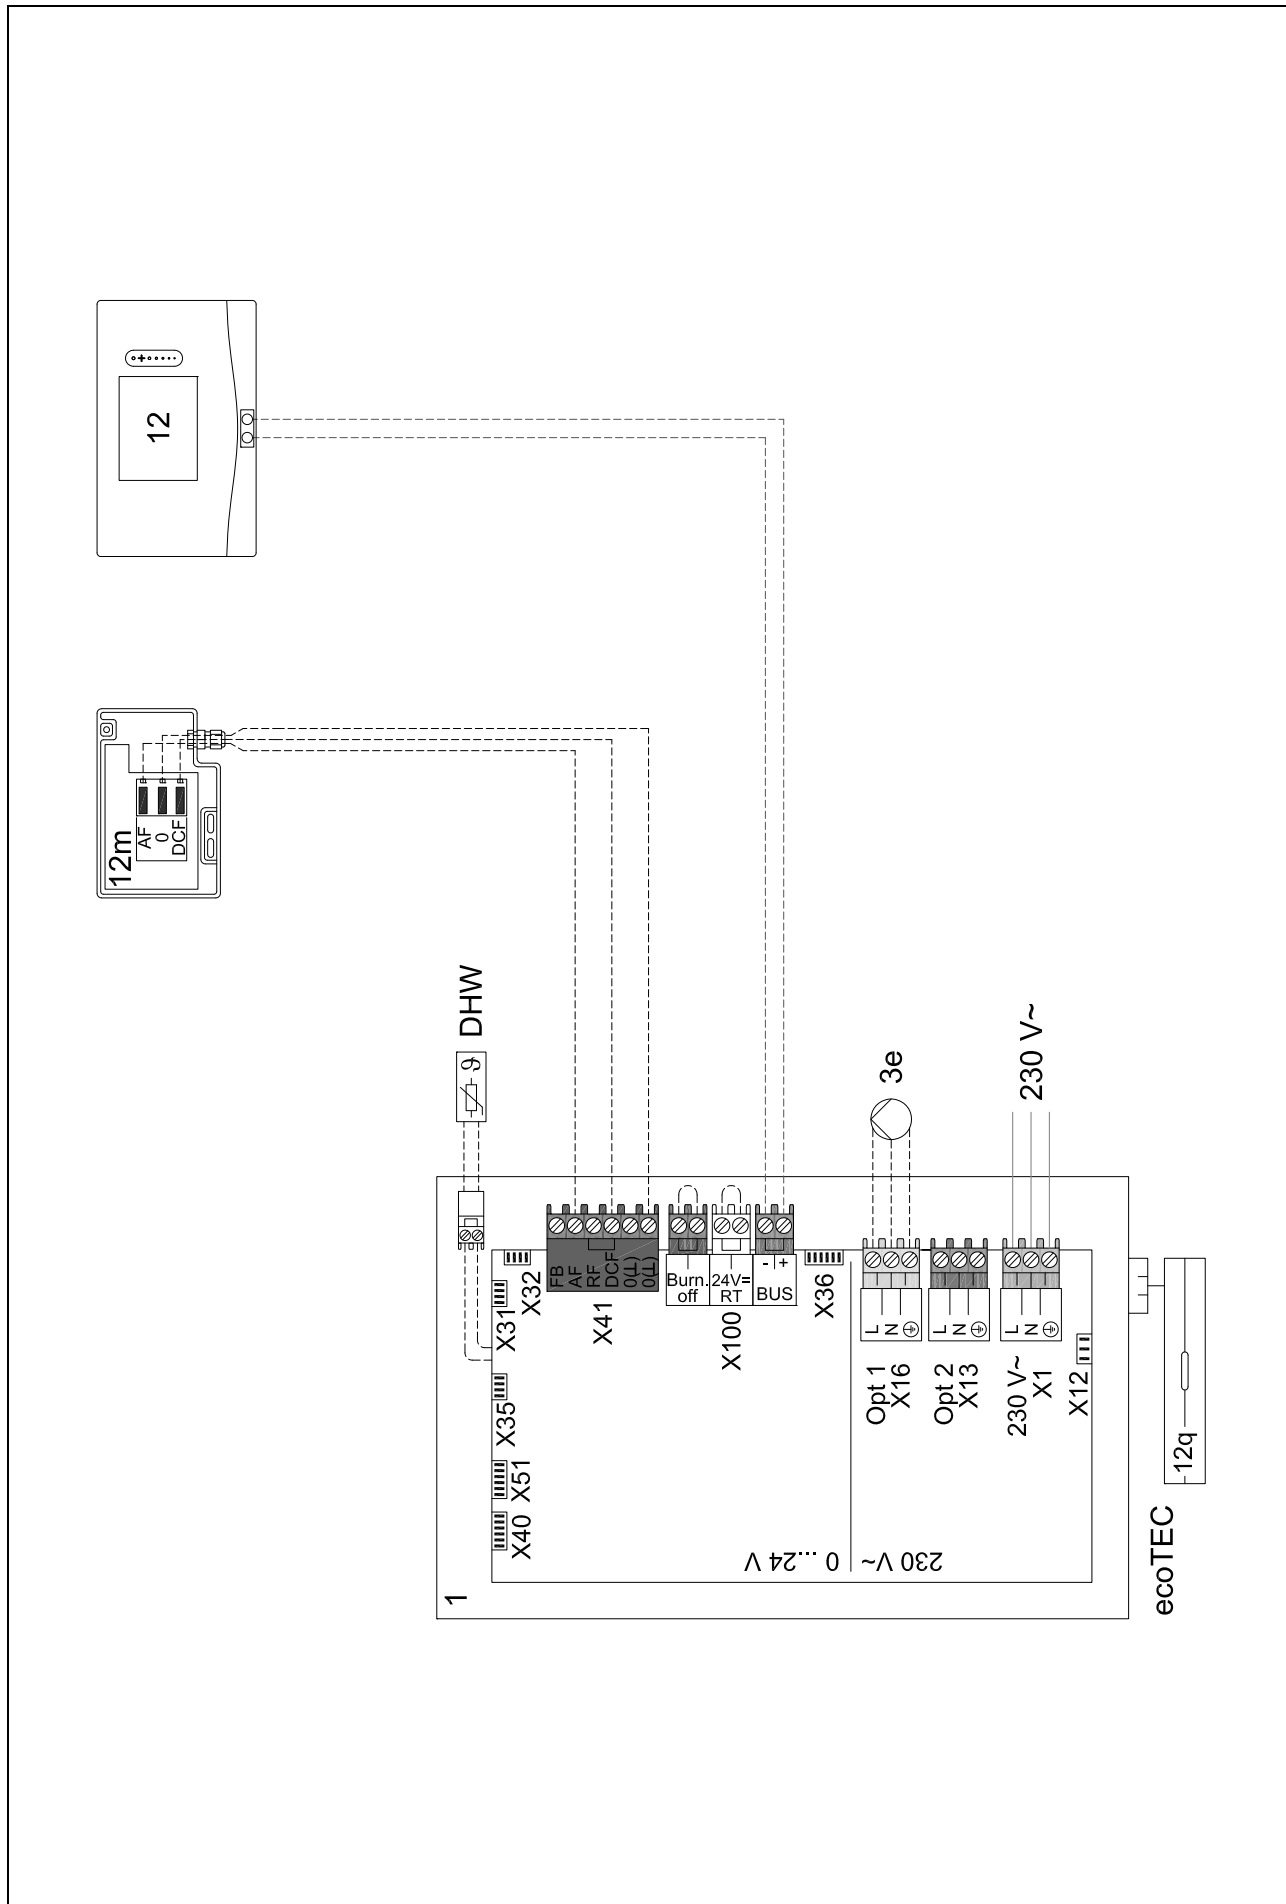 12
12m
AF
0
DCF
DHW
ϑ
3e
230 V~
1
X40
X51
X35
X31
X32
FB
AF
RF
DCF
0(⊥)
0(⊥)
X41
Burn.
off
24V=
RT
X100
- +
BUS
X36
L
N
Opt 1
X16
L
N
Opt 2
X13
L
N
230 V~
X1
X12
0 ...24 V
230 V~
12q
ecoTEC